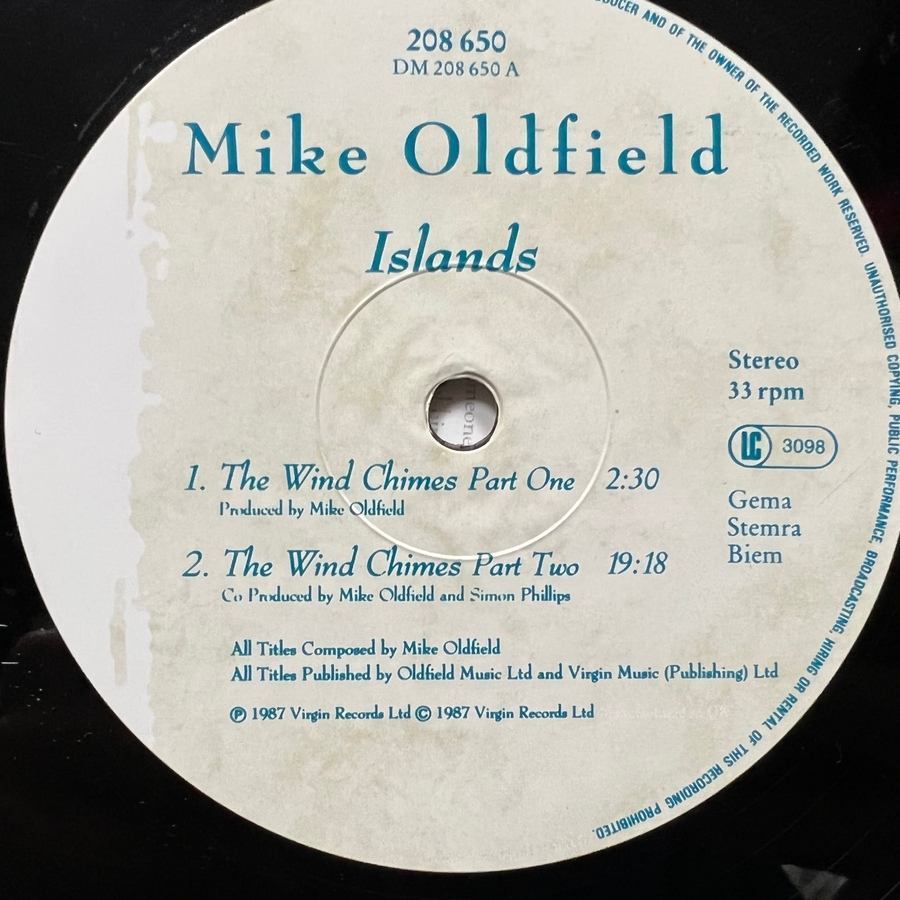 208 650
DM 208 650 A
Mike Oldfield
Islands
Stereo
33 rpm
LC 3098
1. The Wind Chimes Part One 2:30
Produced by Mike Oldfield
Gema
Stemra
Biem
2. The Wind Chimes Part Two 19:18
Co Produced by Mike Oldfield and Simon Phillips
All Titles Composed by Mike Oldfield
All Titles Published by Oldfield Music Ltd and Virgin Music (Publishing) Ltd
℗ 1987 Virgin Records Ltd © 1987 Virgin Records Ltd
AND OF THE OWNER OF THE RECORDED WORK RESERVED. UNAUTHORISED COPYING, PUBLIC PERFORMANCE, BROADCASTING, HIRING OR RENTAL OF THIS RECORDING PROHIBITED.